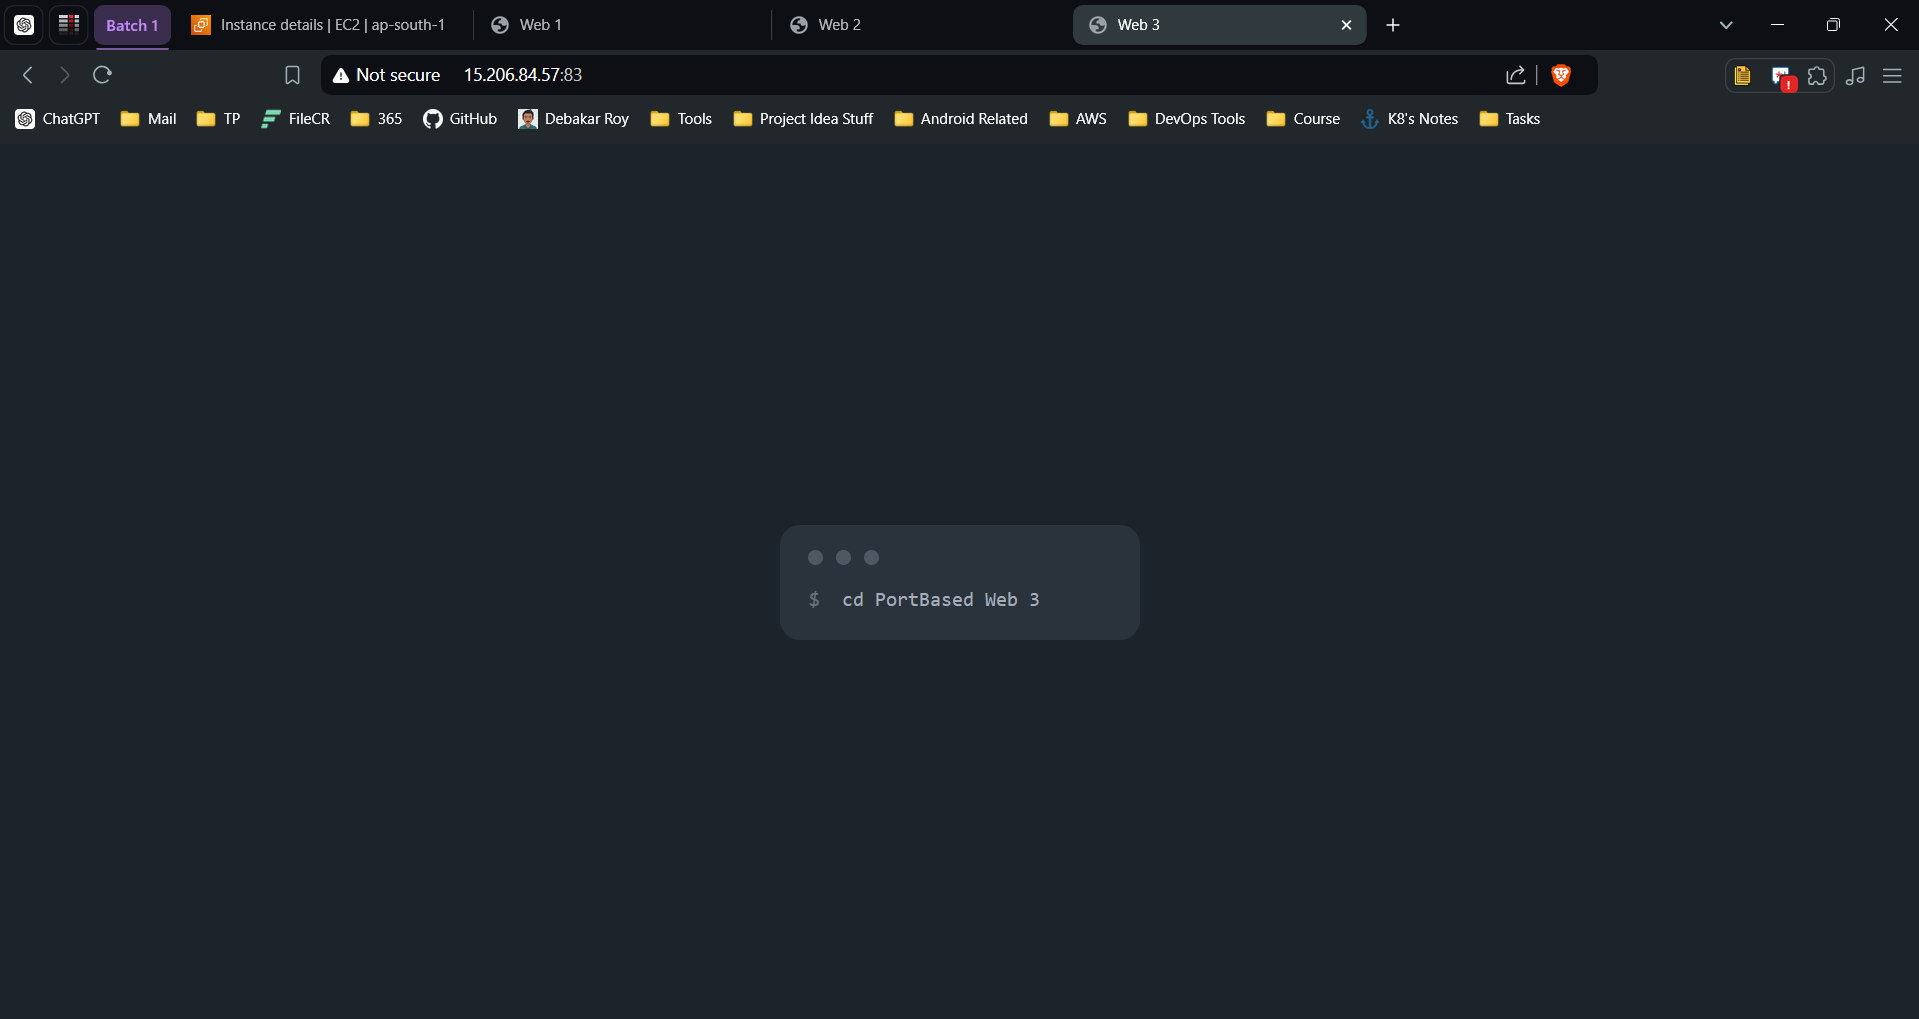 Batch 1
Instance details | EC2 | ap-south-1
Web 1
Web 2
Web 3
Not secure
15.206.84.57:83
ChatGPT
Mail
TP
FileCR
365
GitHub
Debakar Roy
Tools
Project Idea Stuff
Android Related
AWS
DevOps Tools
Course
K8's Notes
Tasks
$ cd PortBased Web 3